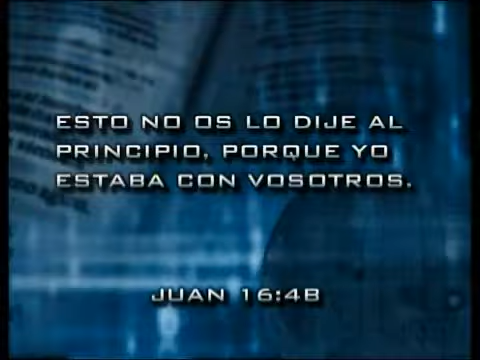 ESTO NO OS LO DIJE AL
PRINCIPIO, PORQUE YO
ESTABA CON VOSOTROS.
JUAN 16:4B